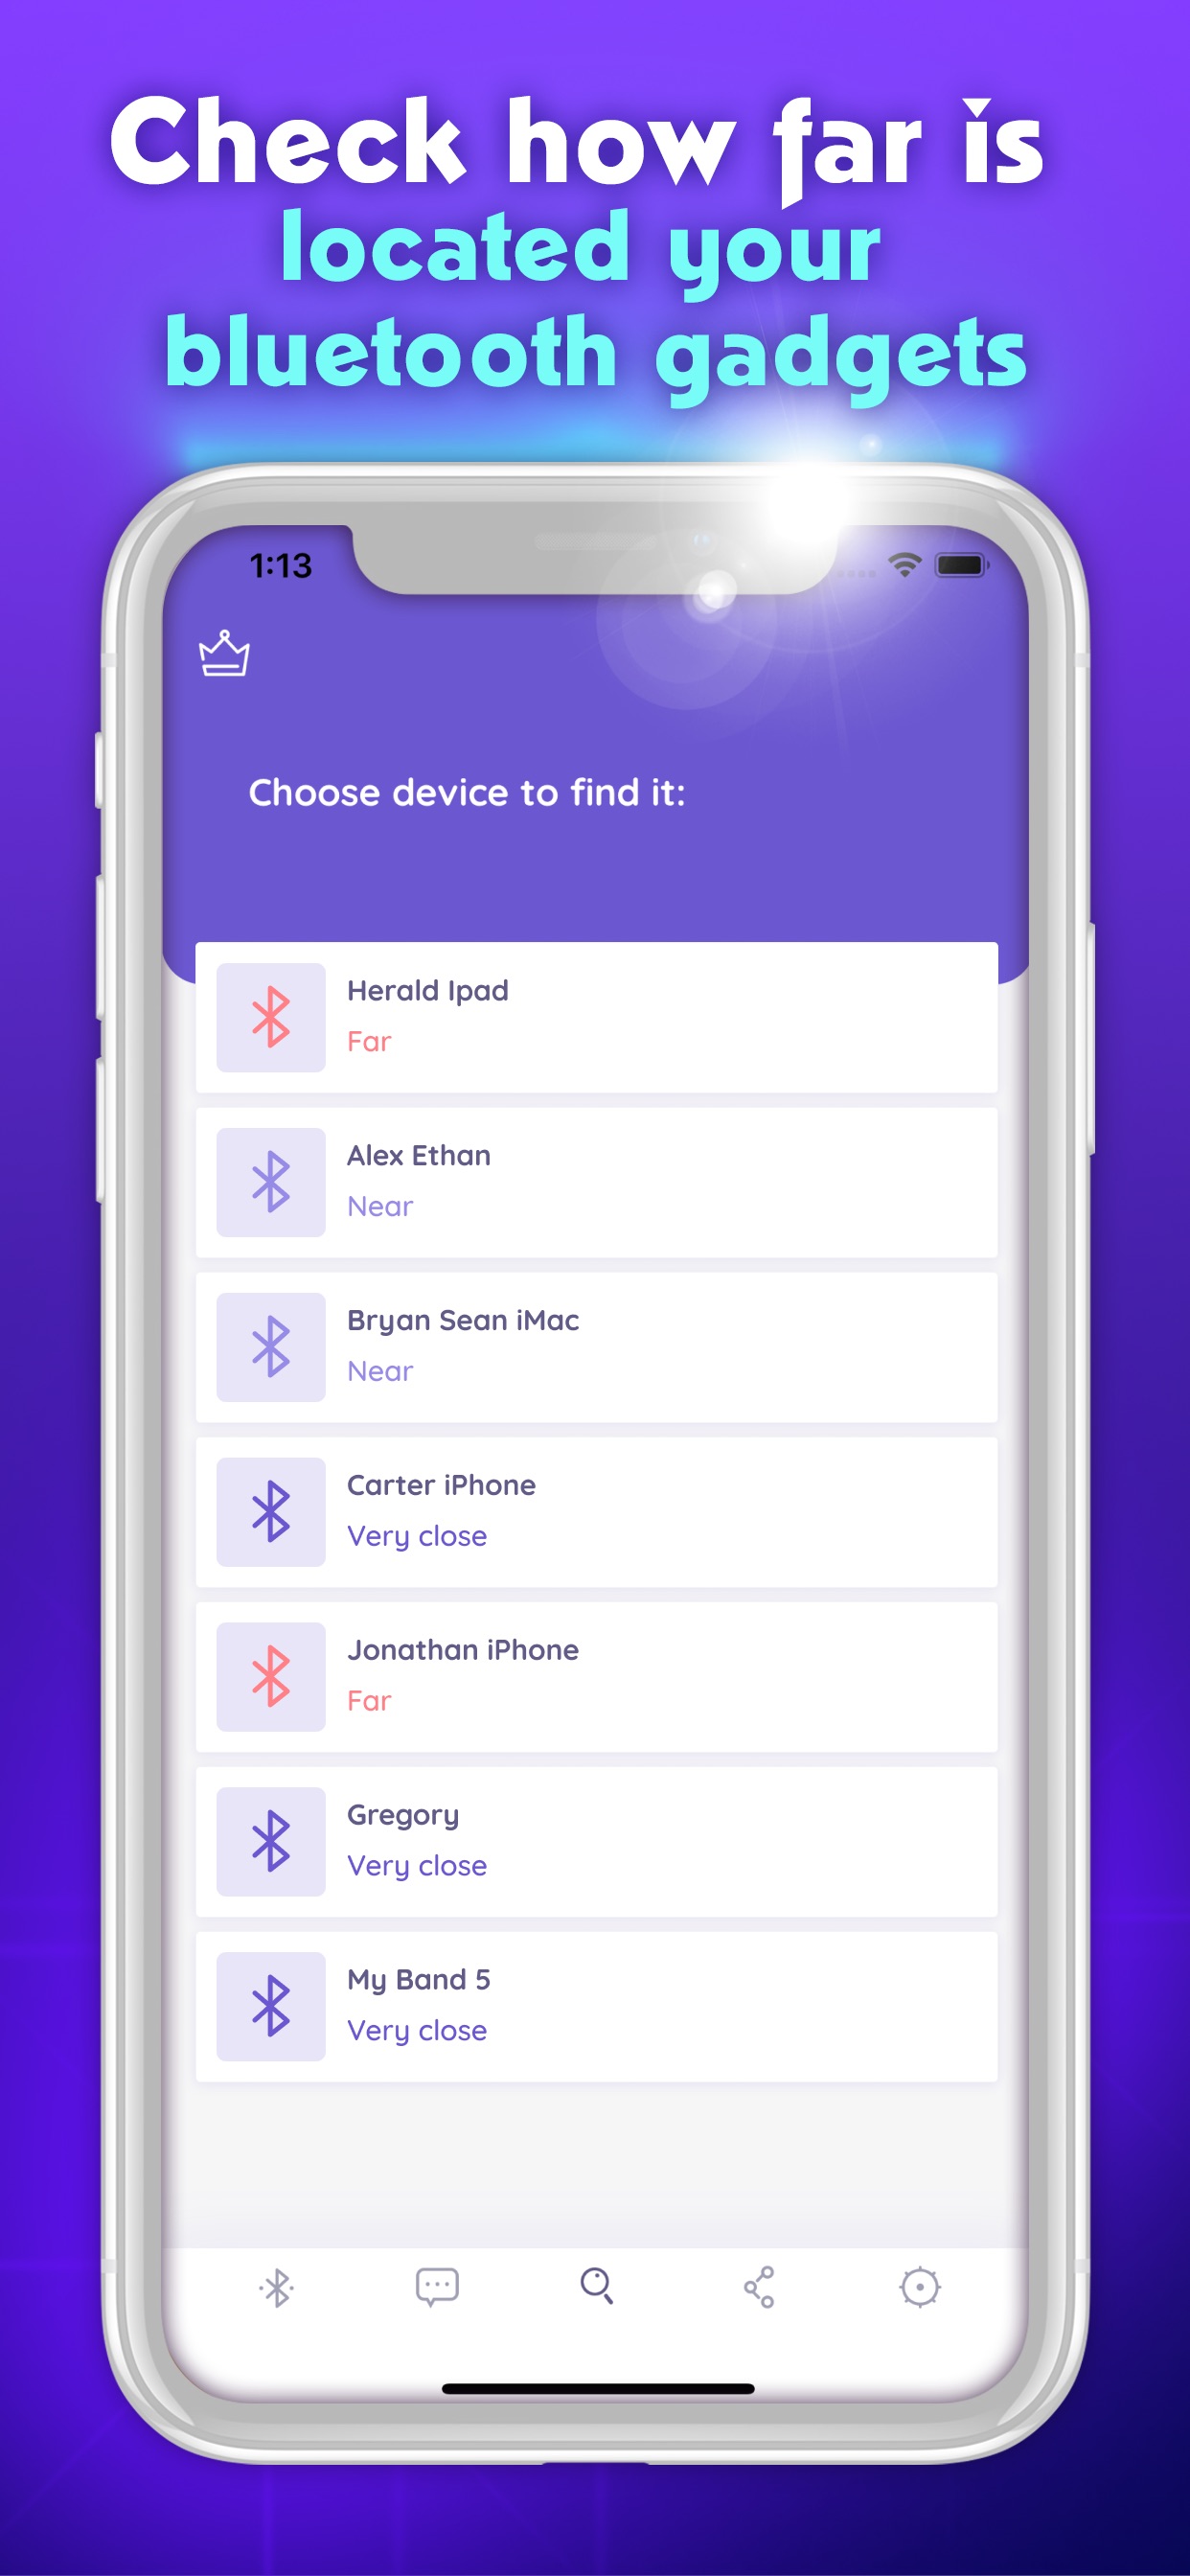 Check how far is
located your
bluetooth gadgets
1:13
Choose device to find it:
Herald Ipad
Far
Alex Ethan
Near
Bryan Sean iMac
Near
Carter iPhone
Very close
Jonathan iPhone
Far
Gregory
Very close
My Band 5
Very close